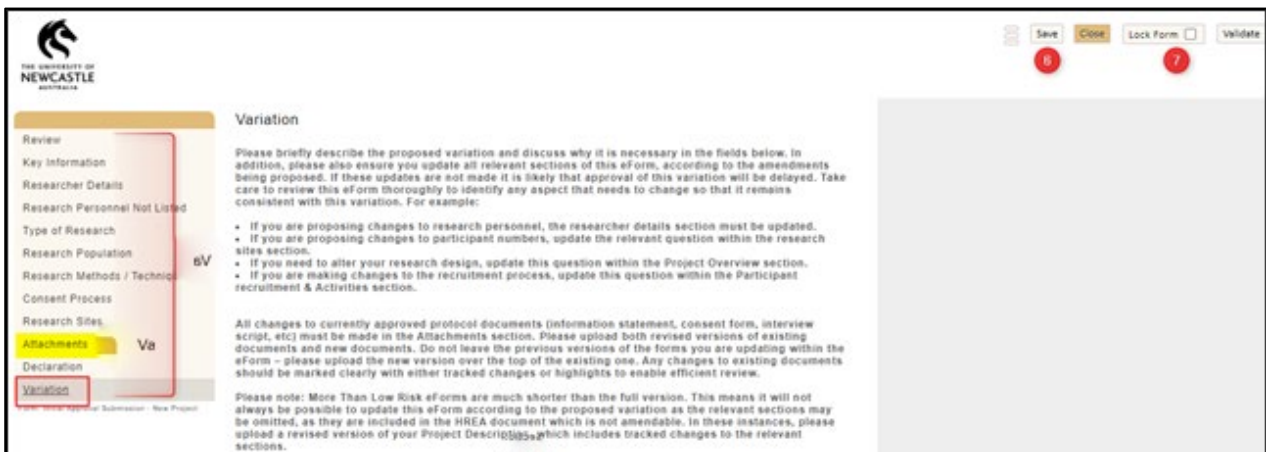 THE UNIVERSITY OF
NEWCASTLE
AUSTRALIA
Save
Close
Lock Form
Validate
6
7
Review
Key Information
Researcher Details
Research Personnel Not Listed
Type of Research
Research Population
Research Methods / Techniq
Consent Process
Research Sites
Attachments
Declaration
Variation
Form: Initial Approval Submission - New Project
Va
Variation
Please briefly describe the proposed variation and discuss why it is necessary in the fields below. In
addition, please also ensure you update all relevant sections of this eForm, according to the amendments
being proposed. If these updates are not made it is likely that approval of this variation will be delayed. Take
care to review this eForm thoroughly to identify any aspect that needs to change so that it remains
consistent with this variation. For example:
• If you are proposing changes to research personnel, the researcher details section must be updated.
• If you are proposing changes to participant numbers, update the relevant question within the research
sites section.
• If you need to alter your research design, update this question within the Project Overview section.
• If you are making changes to the recruitment process, update this question within the Participant
recruitment & Activities section.
All changes to currently approved protocol documents (information statement, consent form, interview
script, etc) must be made in the Attachments section. Please upload both revised versions of existing
documents and new documents. Do not leave the previous versions of the forms you are updating within the
eForm – please upload the new version over the top of the existing one. Any changes to existing documents
should be marked clearly with either tracked changes or highlights to enable efficient review.
Please note: More Than Low Risk eForms are much shorter than the full version. This means it will not
always be possible to update this eForm according to the proposed variation as the relevant sections may
be omitted, as they are included in the HREA document which is not amendable. In these instances, please
upload a revised version of your Project Description, which includes tracked changes to the relevant
sections.